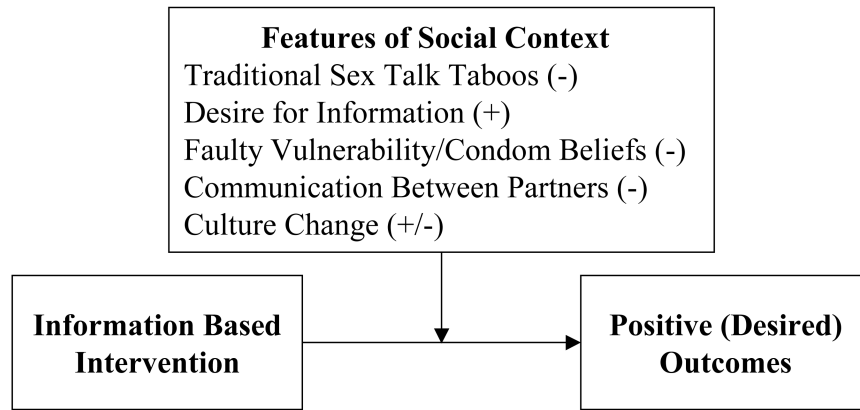 Features of Social Context
Traditional Sex Talk Taboos (-)
Desire for Information (+)
Faulty Vulnerability/Condom Beliefs (-)
Communication Between Partners (-)
Culture Change (+/-)
Information Based
Intervention
Positive (Desired)
Outcomes